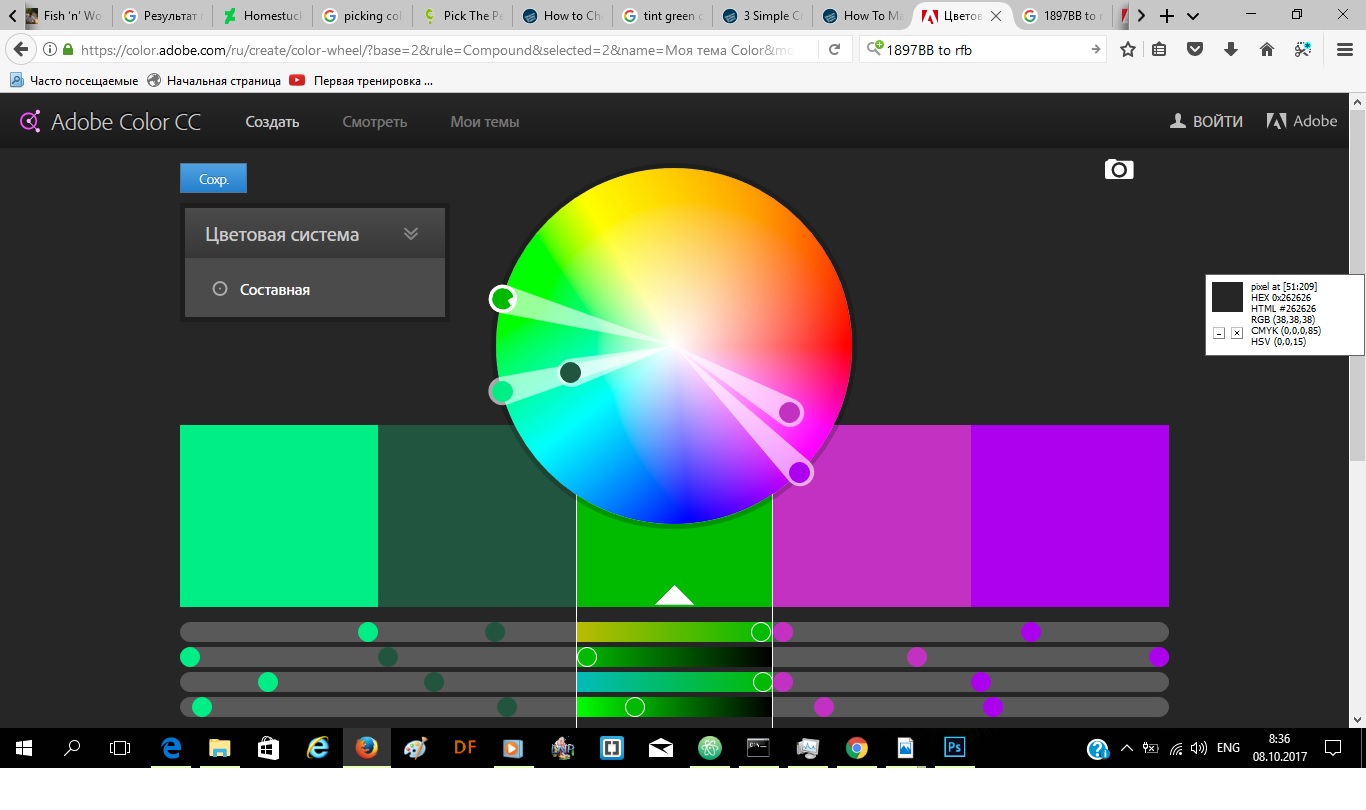 Fish 'n' Wo
Результат
Homestuck
picking col
Pick The Pe
How to Ch
tint green c
3 Simple C
How To Ma
Цветов
1897BB to r
https://color.adobe.com/ru/create/color-wheel/?base=2&rule=Compound&selected=2&name=Моя тема Color&mo
1897BB to rfb
Часто посещаемые
Начальная страница
Первая тренировка ...
Adobe Color CC
Создать
Смотреть
Мои темы
ВОЙТИ
Adobe
Сохр.
Цветовая система
Составная
pixel at [51:209]
HEX 0x262626
HTML #262626
RGB (38,38,38)
CMYK (0,0,0,85)
HSV (0,0,15)
DF
Ps
ENG
8:36
08.10.2017